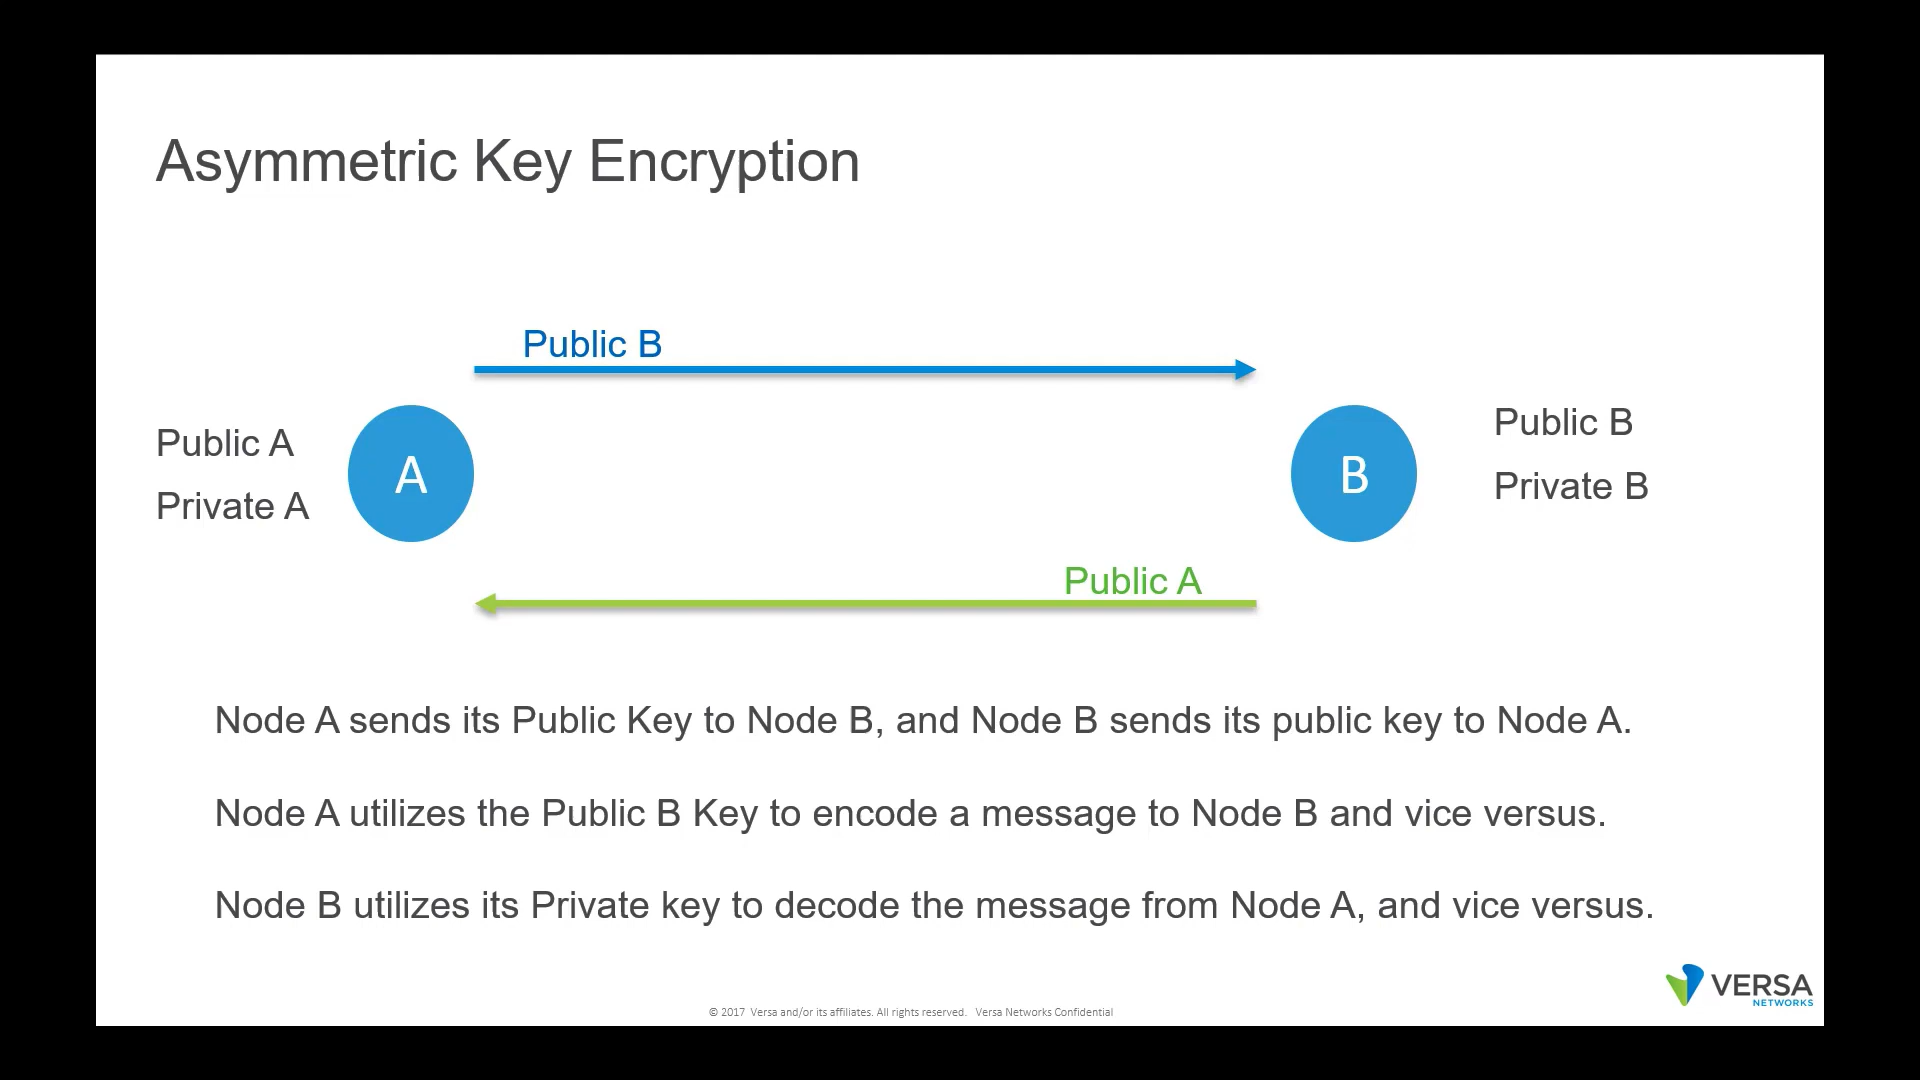 Asymmetric Key Encryption
Public B
Public A
Private A
A
B
Public B
Private B
Public A
Node A sends its Public Key to Node B, and Node B sends its public key to Node A.
Node A utilizes the Public B Key to encode a message to Node B and vice versus.
Node B utilizes its Private key to decode the message from Node A, and vice versus.
VERSA
NETWORKS
© 2017 Versa and/or its affiliates. All rights reserved. Versa Networks Confidential